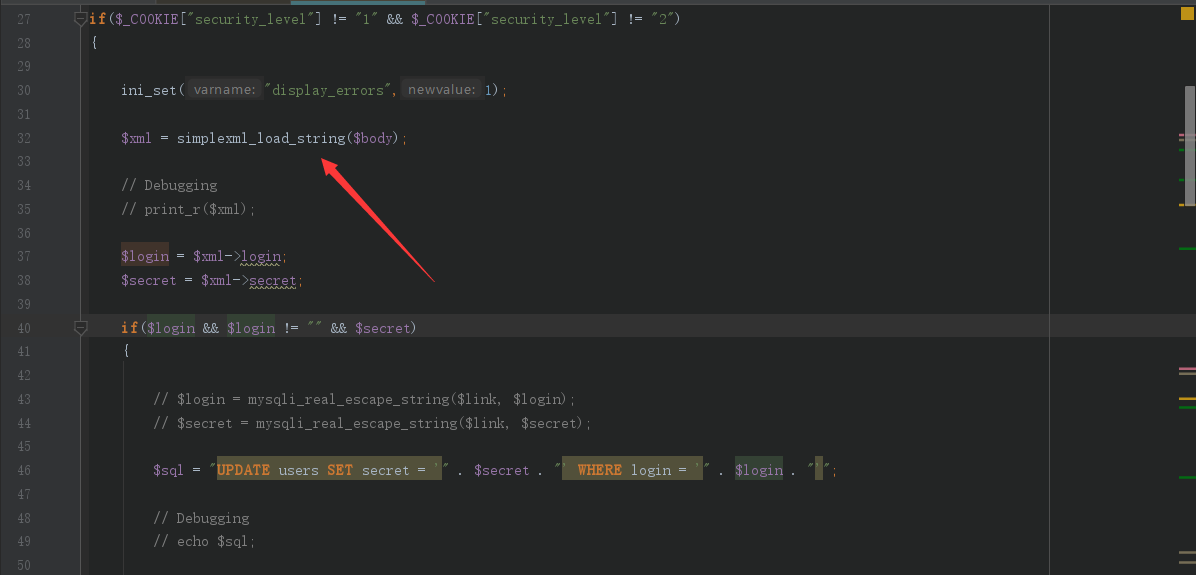 27 if($_COOKIE["security_level"] != "1" && $_COOKIE["security_level"] != "2")
28 {
29
30 ini_set( varname: "display_errors", newvalue: 1);
31
32 $xml = simplexml_load_string($body);
33
34 // Debugging
35 // print_r($xml);
36
37 $login = $xml->login;
38 $secret = $xml->secret;
39
40 if($login && $login != "" && $secret)
41 {
42
43 // $login = mysqli_real_escape_string($link, $login);
44 // $secret = mysqli_real_escape_string($link, $secret);
45
46 $sql = "UPDATE users SET secret = '" . $secret . "' WHERE login = '" . $login . "'";
47
48 // Debugging
49 // echo $sql;
50